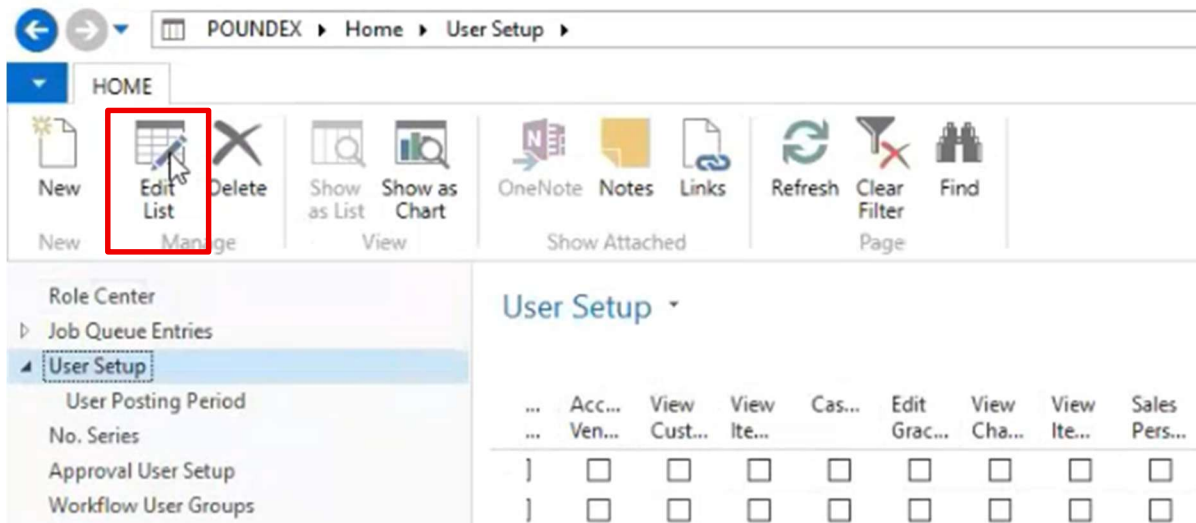 POUNDEX ▸ Home ▸ User Setup ▸
HOME
New
Edit List
Delete
Show as List
Show as Chart
OneNote
Notes
Links
Refresh
Clear Filter
Find
New
Manage
View
Show Attached
Page
Role Center
Job Queue Entries
User Setup
User Posting Period
No. Series
Approval User Setup
Workflow User Groups
User Setup
... Acc... View View Cas... Edit View View Sales
... Ven... Cust... Ite... Grac... Cha... Ite... Pers...